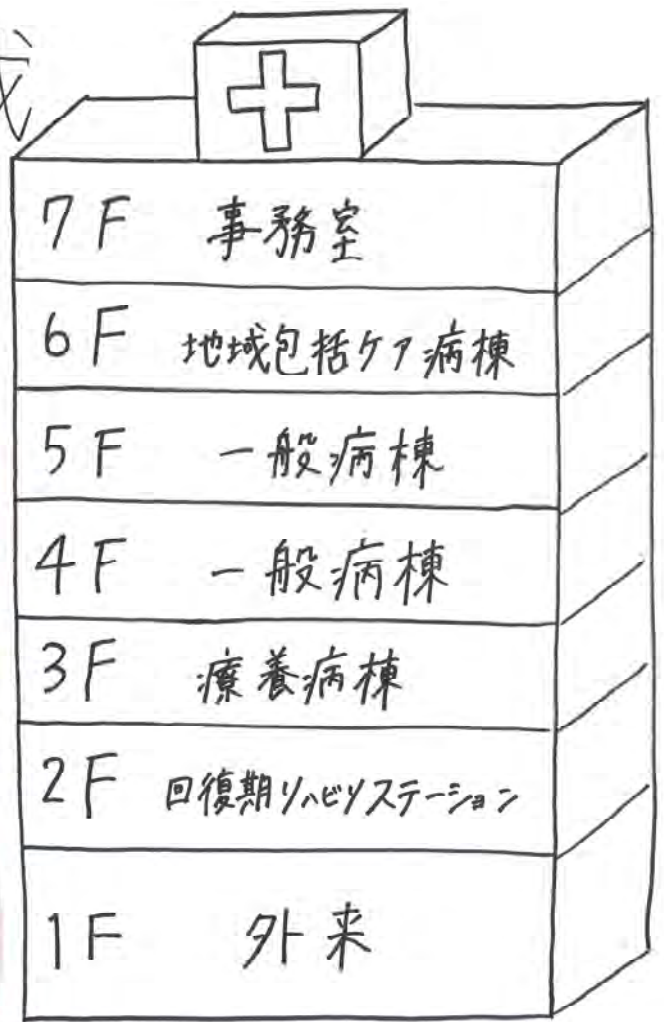 7F 事務室
6F 地域包括ケア病棟
5F 一般病棟
4F 一般病棟
3F 療養病棟
2F 回復期リハビリステーション
1F 外来